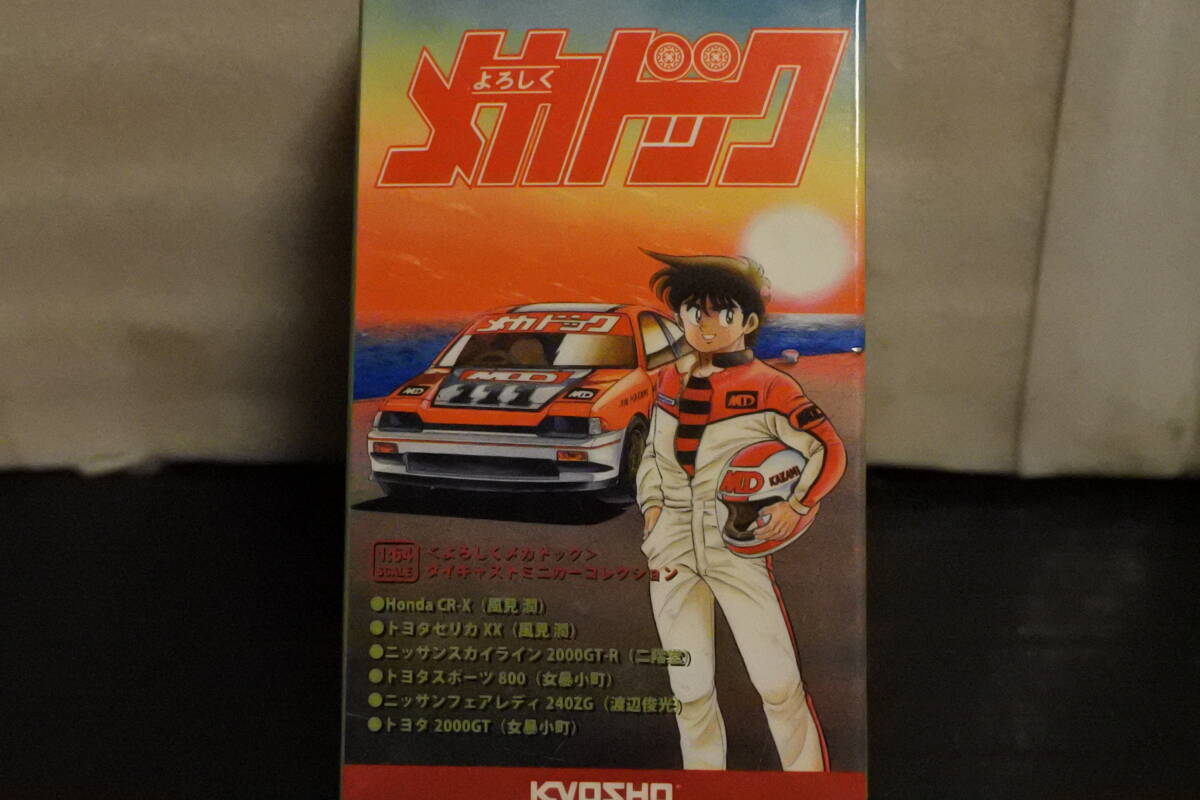 よろしく
メカドック
メカドック
MD
MD
MD
MD
MD
MD KAZAMI
1:64
SCALE
<よろしくメカドック>
ダイキャストミニカーコレクション
●Honda CR-X（風見 潤）
●トヨタセリカ XX（風見 潤）
●ニッサンスカイライン 2000GT-R（二階堂）
●トヨタスポーツ 800（女暴小町）
●ニッサンフェアレディ 240ZG（渡辺俊光）
●トヨタ 2000GT（女暴小町）
KYOSHO